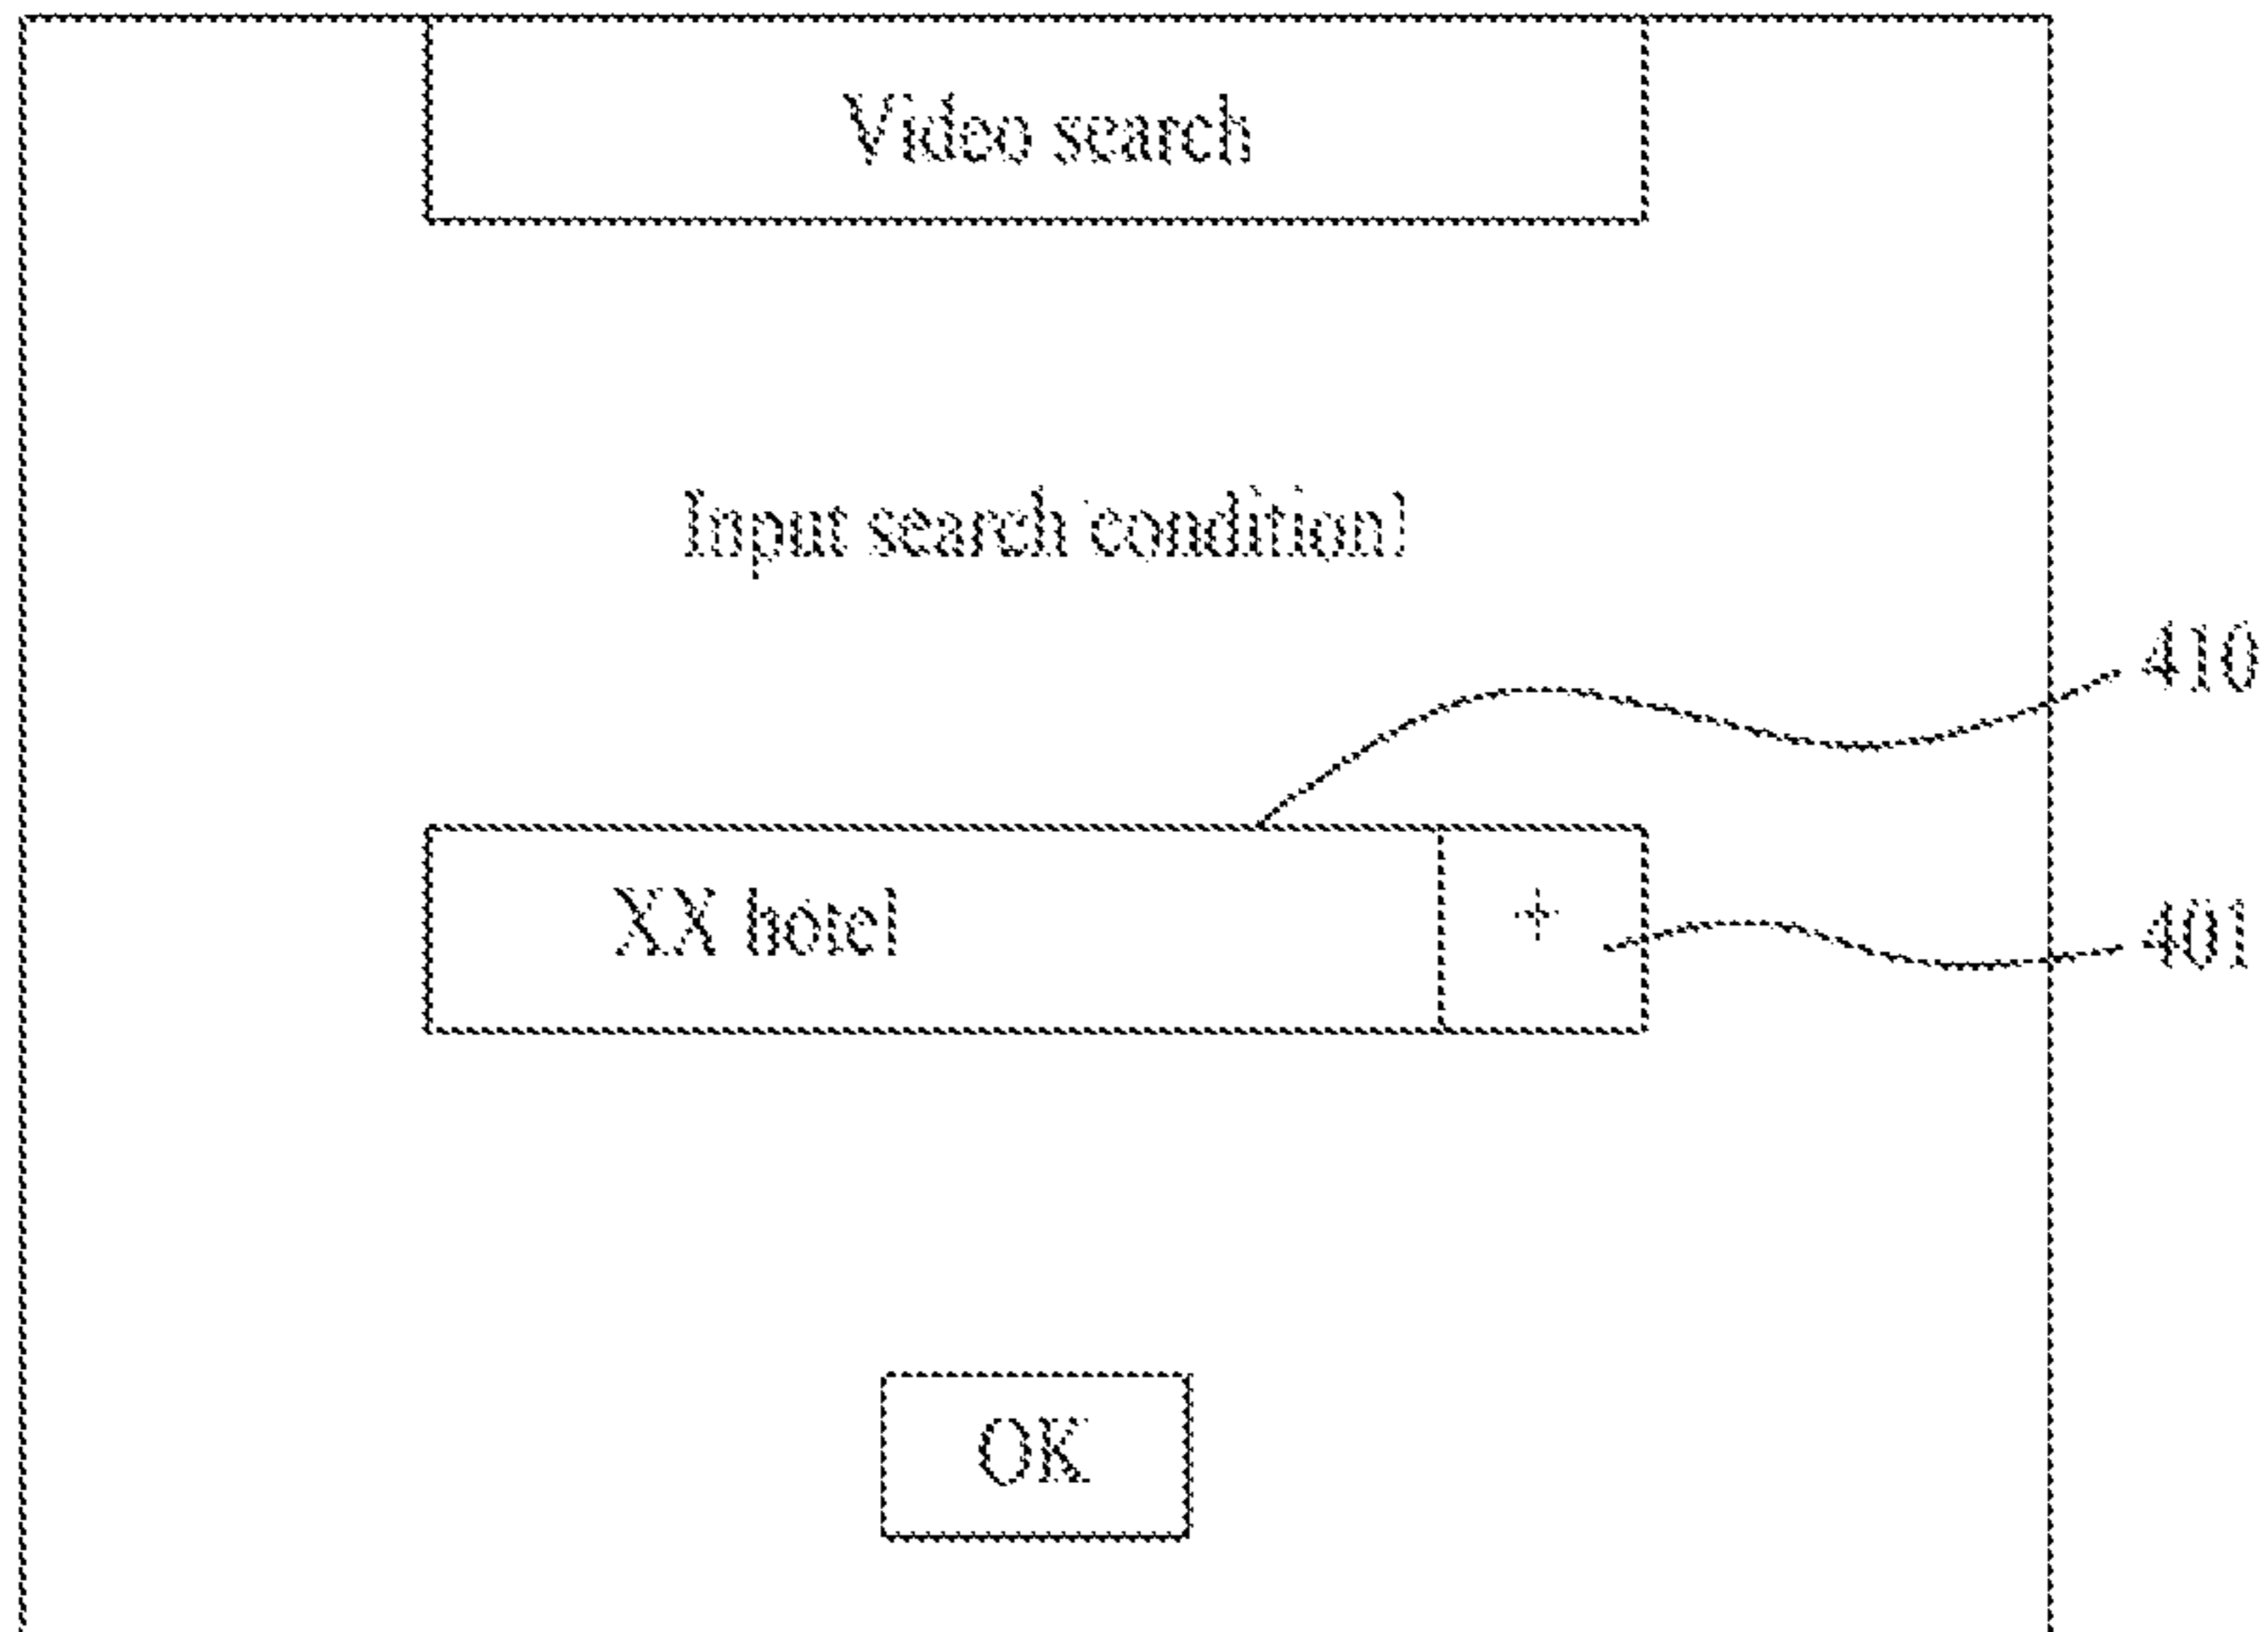 Video search
Input search condition!
410
XX hotel +
401
OK